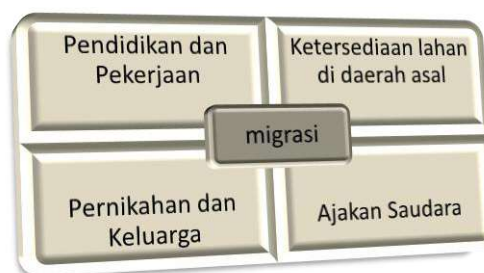 Pendidikan dan
Pekerjaan
Ketersediaan lahan
di daerah asal
migrasi
Pernikahan dan
Keluarga
Ajakan Saudara